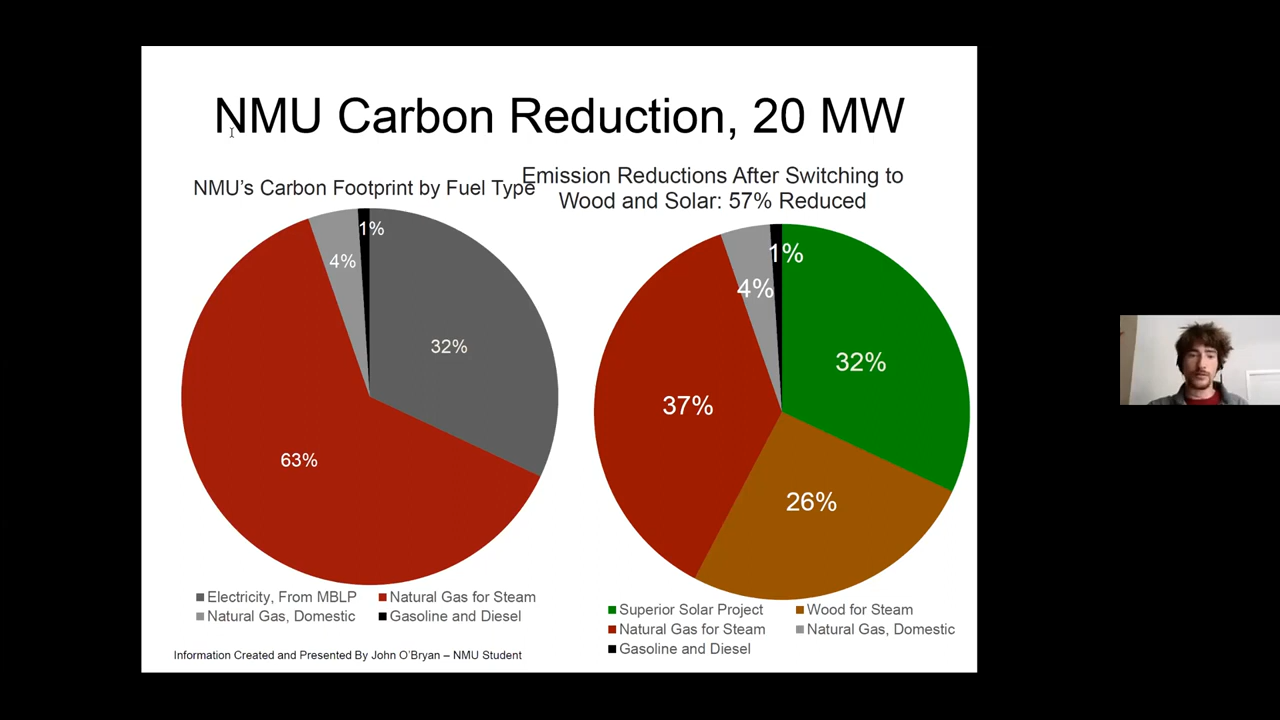 NMU Carbon Reduction, 20 MW
NMU's Carbon Footprint by Fuel Type
1%
4%
32%
63%
Electricity, From MBLP
Natural Gas for Steam
Natural Gas, Domestic
Gasoline and Diesel
Emission Reductions After Switching to
Wood and Solar: 57% Reduced
1%
4%
32%
37%
26%
Superior Solar Project
Wood for Steam
Natural Gas for Steam
Natural Gas, Domestic
Gasoline and Diesel
Information Created and Presented By John O'Bryan – NMU Student